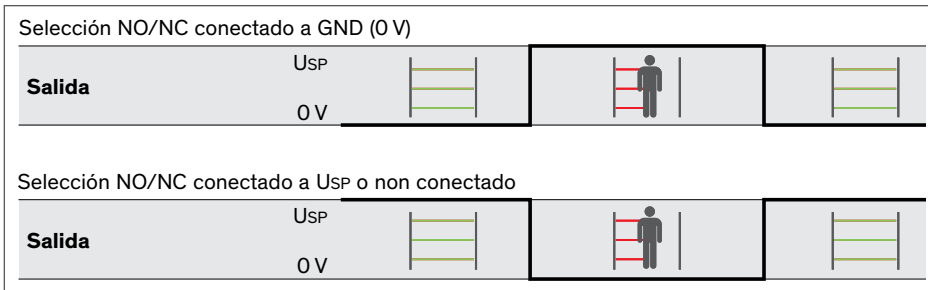 Selección NO/NC conectado a GND (0 V)
USP
Salida
0 V
Selección NO/NC conectado a USP o non conectado
USP
Salida
0 V